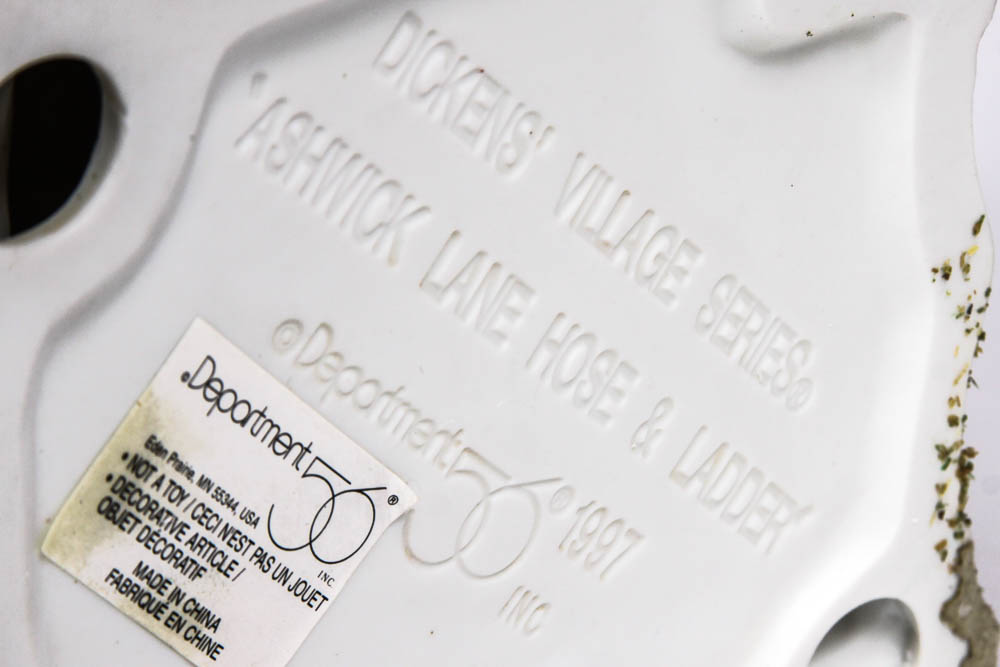 DICKENS' VILLAGE SERIES®
'ASHWICK LANE HOSE & LADDER'
©Department 56® 1997
INC
©Department 56®
INC.
Eden Prairie, MN 55344, USA
• NOT A TOY / CECI N'EST PAS UN JOUET
• DECORATIVE ARTICLE /
OBJET DÉCORATIF
MADE IN CHINA
FABRIQUÉ EN CHINE